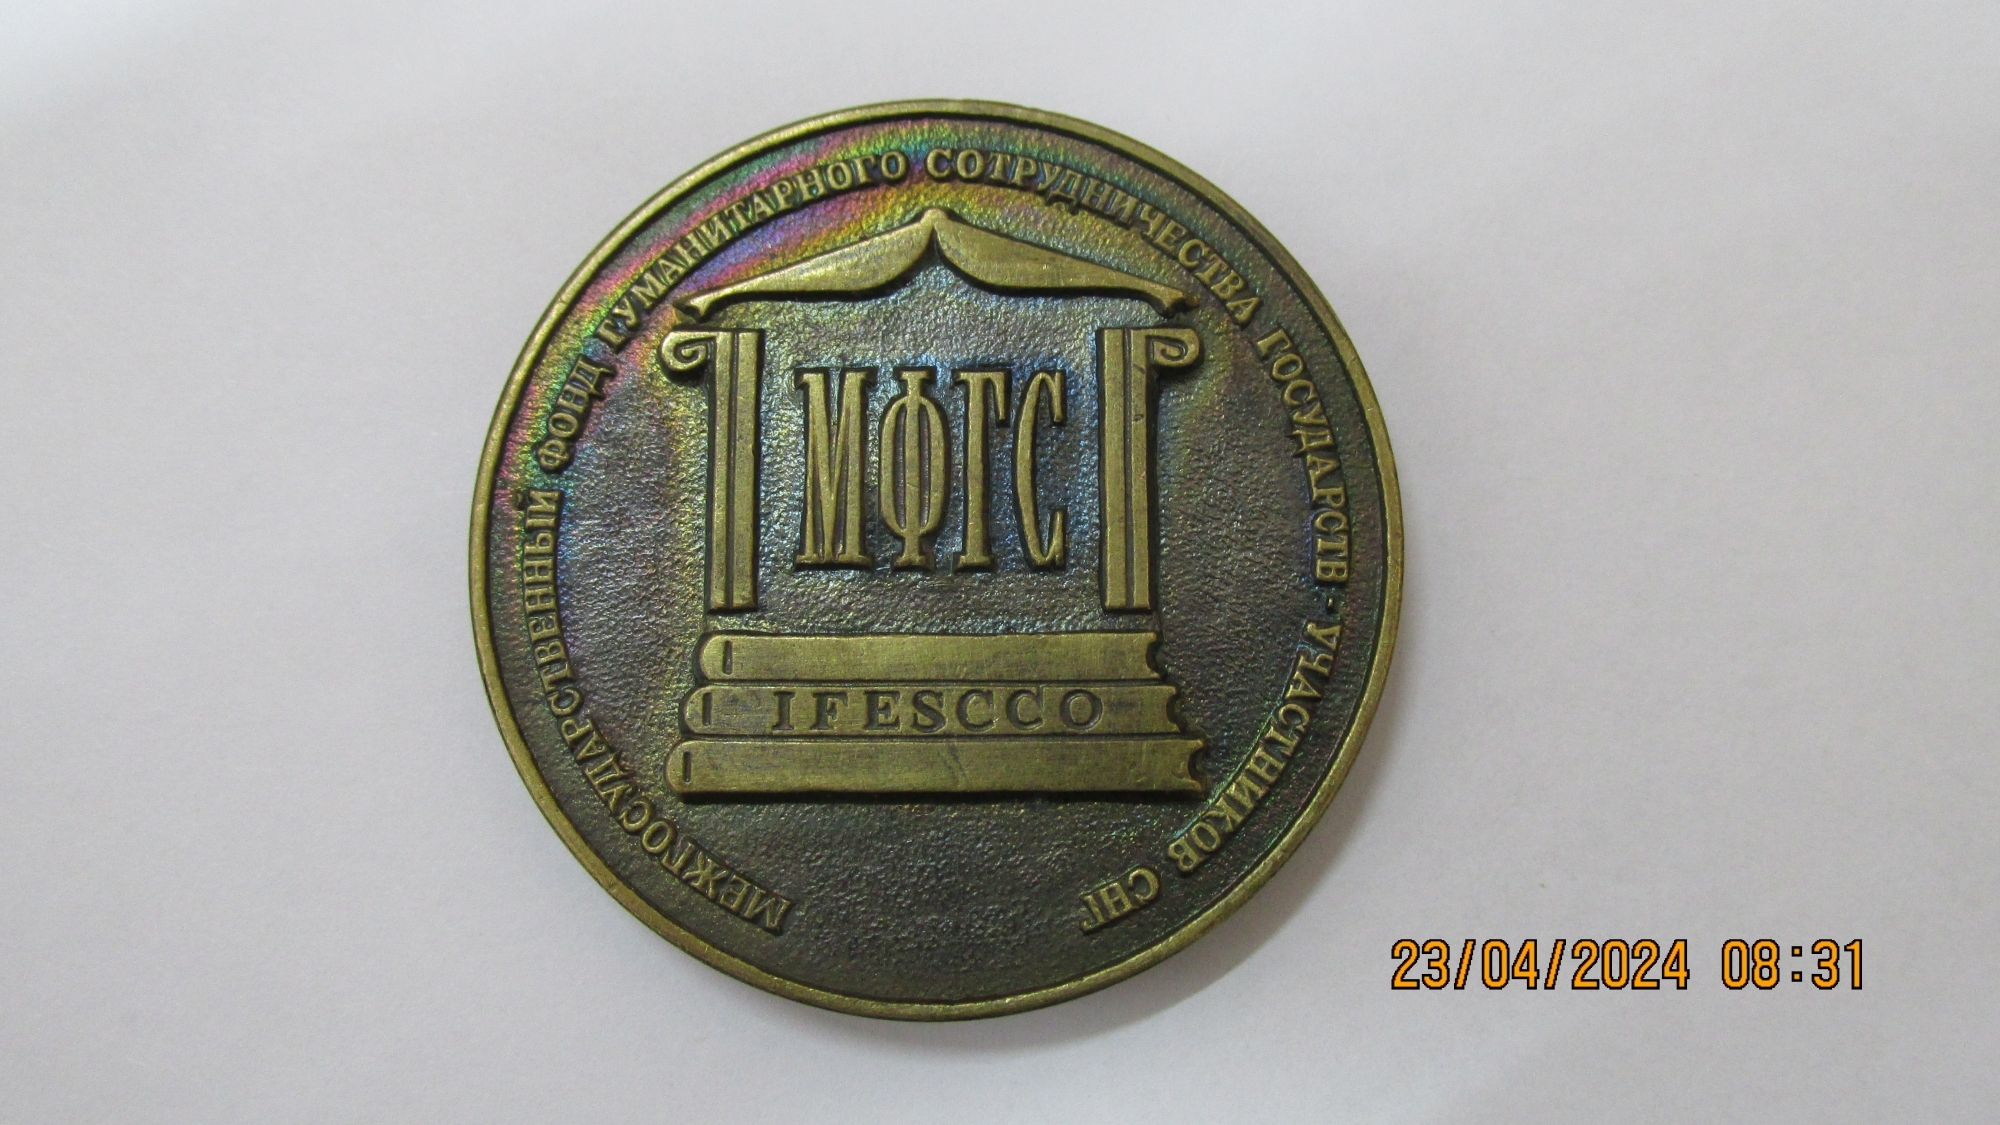 МЕЖГОСУДАРСТВЕННЫЙ ФОНД ГУМАНИТАРНОГО СОТРУДНИЧЕСТВА ГОСУДАРСТВ - УЧАСТНИКОВ СНГ
МФГС
IFESCCO
23/04/2024 08:31